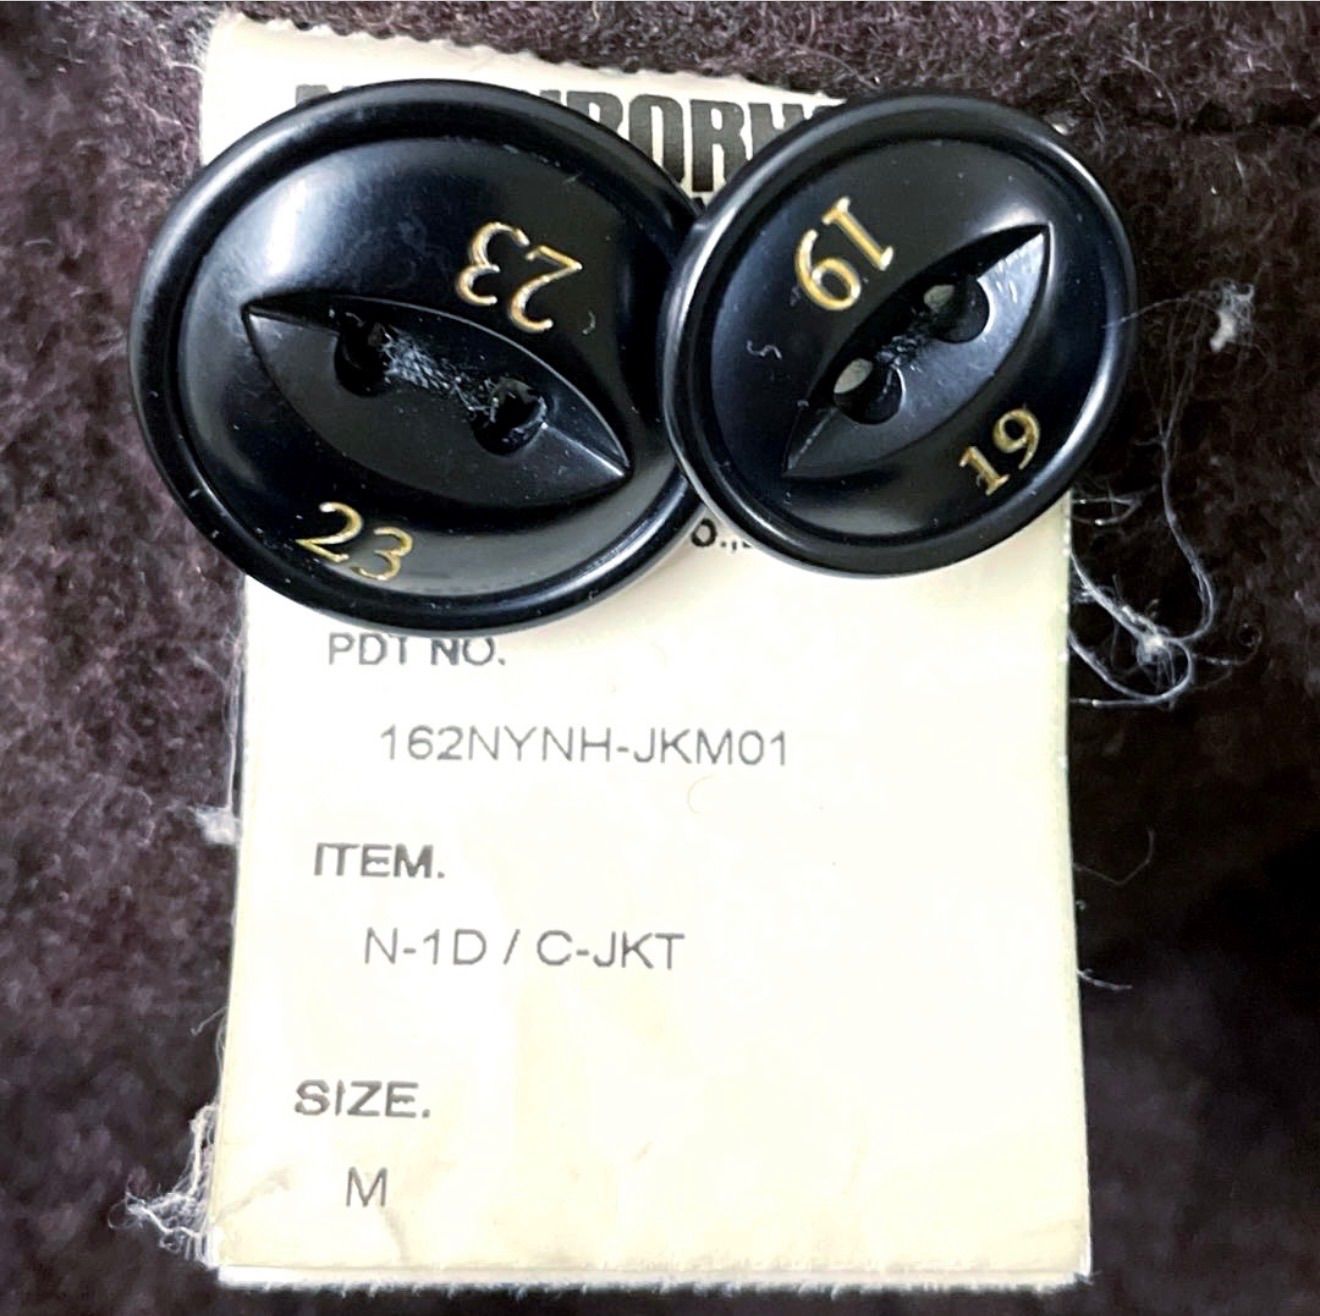 23
23
19
19
PDT NO.
162NYNH-JKM01
ITEM.
N-1D / C-JKT
SIZE.
M